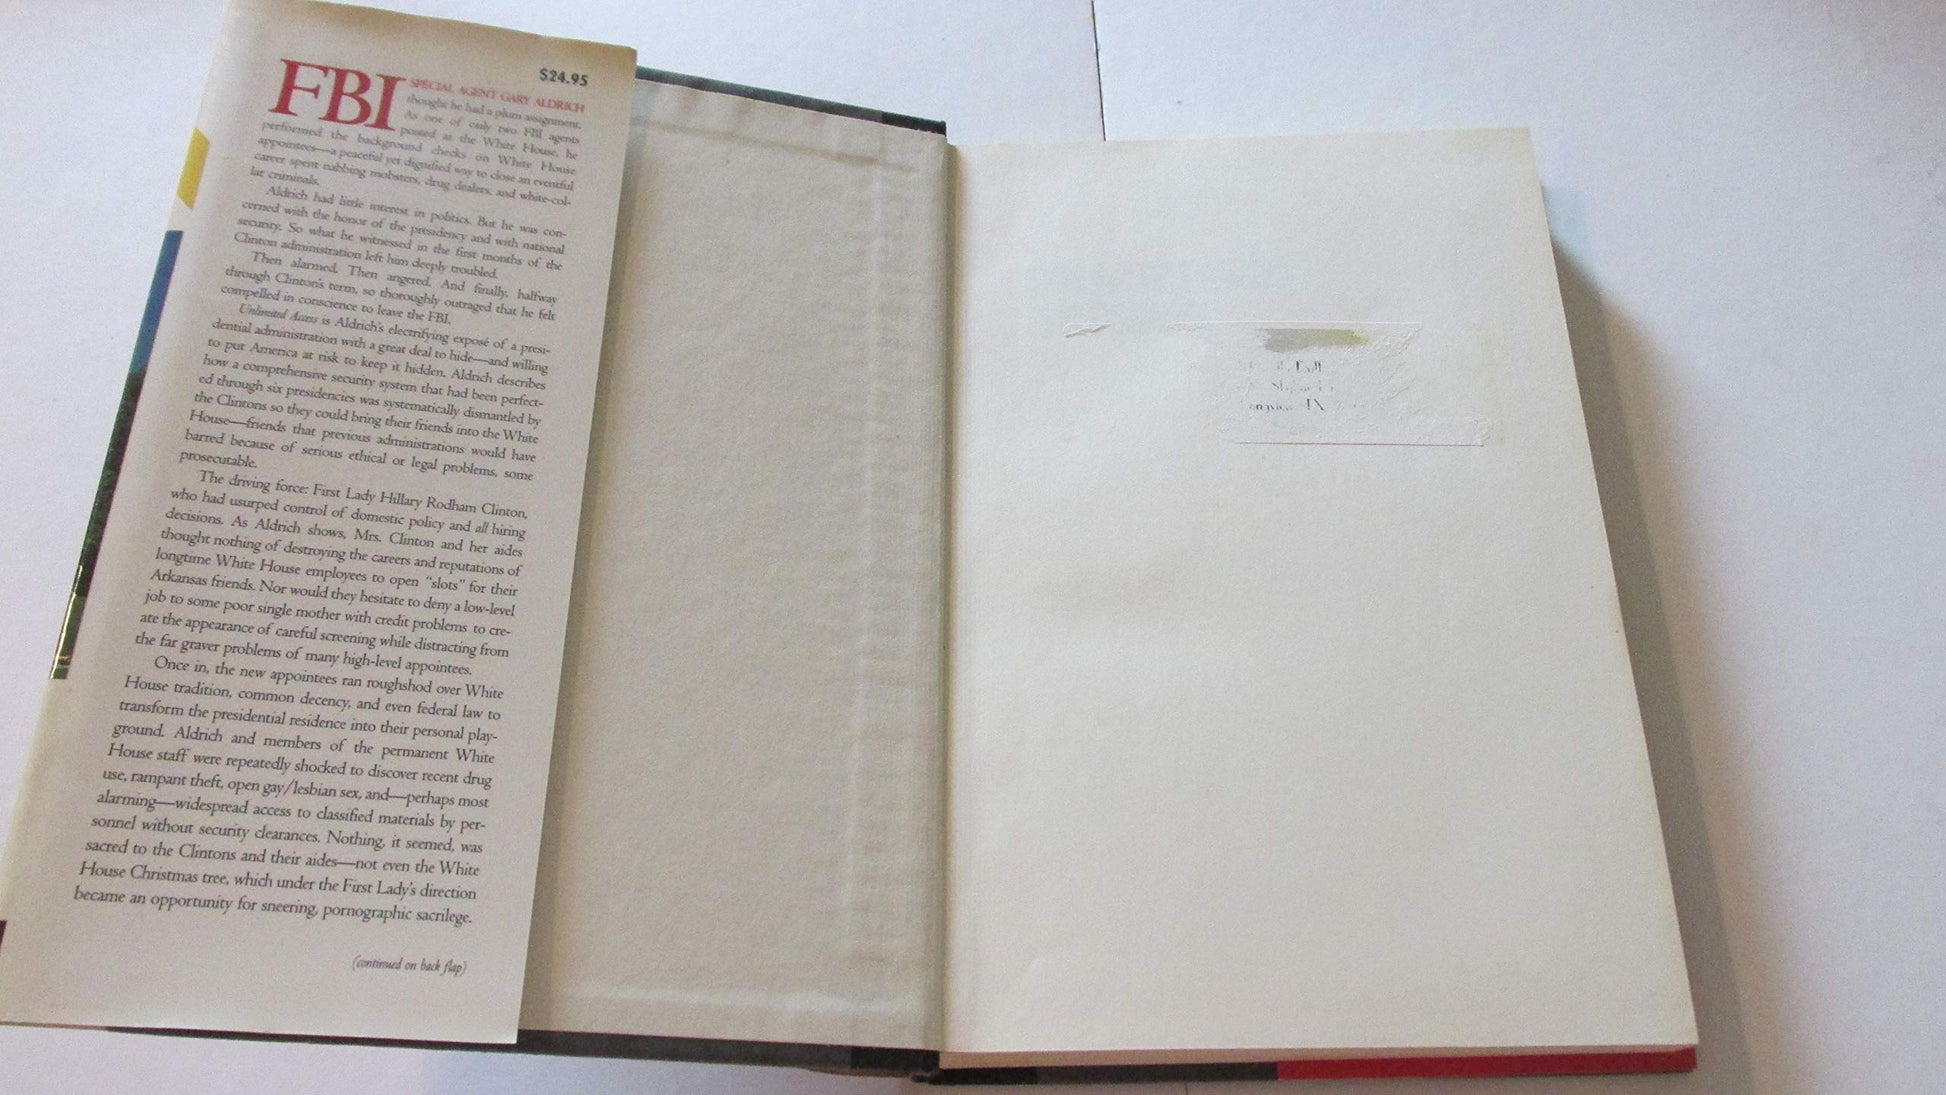 $24.95
FBI SPECIAL AGENT GARY ALDRICH
thought he had a plum assignment.
As one of only two FBI agents
posted at the White House, he
performed the background checks on White House
appointees—a peaceful yet dignified way to close an eventful
career spent nabbing mobsters, drug dealers, and white-col-
lar criminals.
Aldrich had little interest in politics. But he was con-
cerned with the honor of the presidency and with national
security. So what he witnessed in the first months of the
Clinton administration left him deeply troubled.
Then alarmed. Then angered. And finally, halfway
through Clinton's term, so thoroughly outraged that he felt
compelled in conscience to leave the FBI.
Unlimited Access is Aldrich's electrifying exposé of a presi-
dential administration with a great deal to hide—and willing
to put America at risk to keep it hidden. Aldrich describes
how a comprehensive security system that had been perfect-
ed through six presidencies was systematically dismantled by
the Clintons so they could bring their friends into the White
House—friends that previous administrations would have
barred because of serious ethical or legal problems, some
prosecutable.
The driving force: First Lady Hillary Rodham Clinton,
who had usurped control of domestic policy and all hiring
decisions. As Aldrich shows, Mrs. Clinton and her aides
thought nothing of destroying the careers and reputations of
longtime White House employees to open "slots" for their
Arkansas friends. Nor would they hesitate to deny a low-level
job to some poor single mother with credit problems to cre-
ate the appearance of careful screening while distracting from
the far graver problems of many high-level appointees.
Once in, the new appointees ran roughshod over White
House tradition, common decency, and even federal law to
transform the presidential residence into their personal play-
ground. Aldrich and members of the permanent White
House staff were repeatedly shocked to discover recent drug
use, rampant theft, open gay/lesbian sex, and—perhaps most
alarming—widespread access to classified materials by per-
sonnel without security clearances. Nothing, it seemed, was
sacred to the Clintons and their aides—not even the White
House Christmas tree, which under the First Lady's direction
became an opportunity for sneering, pornographic sacrilege.
(continued on back flap)